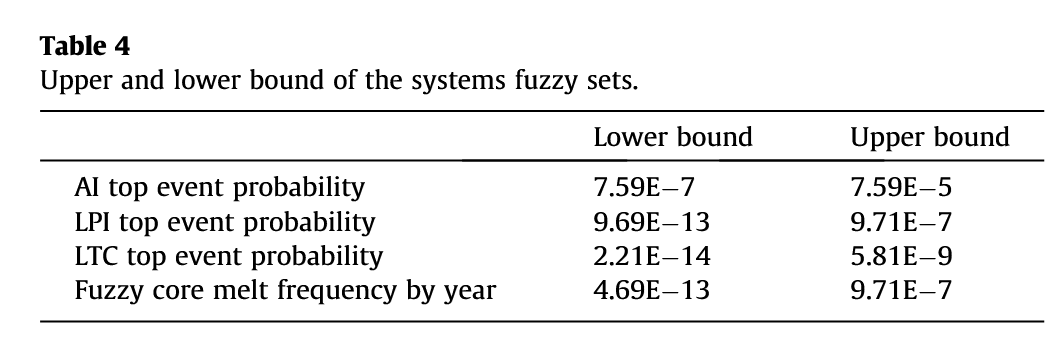 Table 4
Upper and lower bound of the systems fuzzy sets.
Lower bound Upper bound
AI top event probability 7.59E−7 7.59E−5
LPI top event probability 9.69E−13 9.71E−7
LTC top event probability 2.21E−14 5.81E−9
Fuzzy core melt frequency by year 4.69E−13 9.71E−7